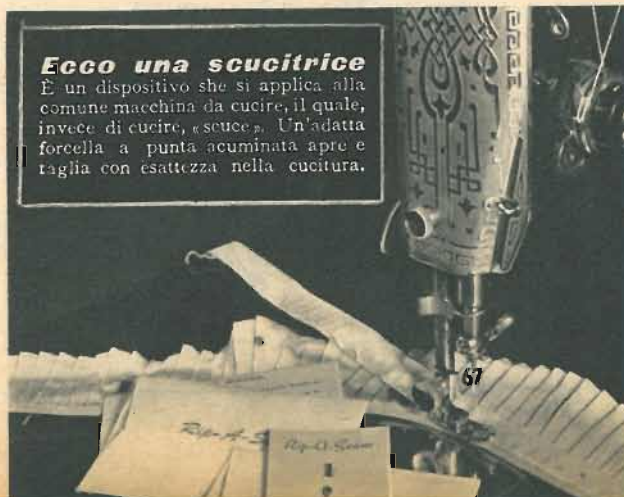 Ecco una scucitrice
È un dispositivo she si applica alla
comune macchina da cucire, il quale,
invece di cucire, « scuce ». Un'adatta
forcella a punta acuminata apre e
taglia con esattezza nella cucitura.
67
Rip-A-
Rip-A-Seam